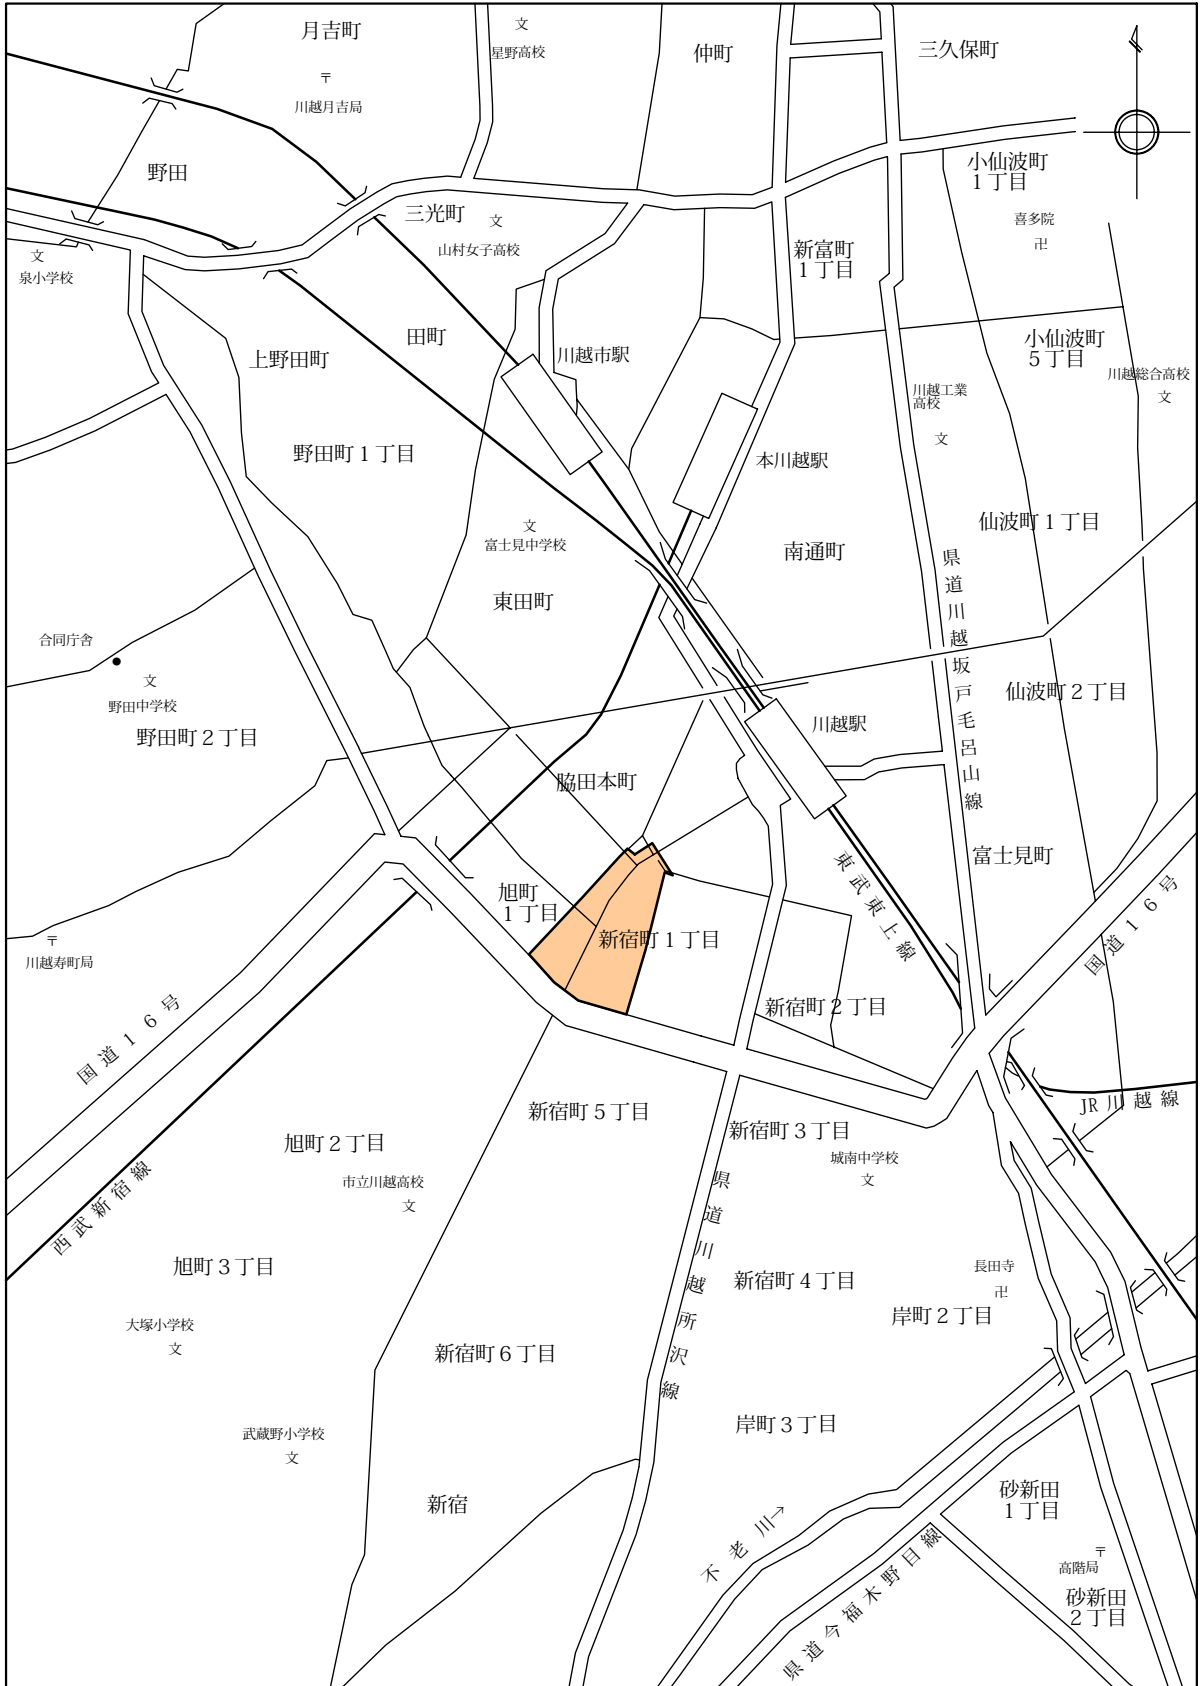 月吉町
文
星野高校
仲町
三久保町
〒
川越月吉局
野田
小仙波町
1丁目
三光町
文
山村女子高校
喜多院
卍
新富町
1丁目
文
泉小学校
田町
上野田町
川越市駅
小仙波町
5丁目
川越総合高校
文
川越工業
高校
文
野田町1丁目
本川越駅
文
富士見中学校
仙波町1丁目
南通町
東田町
県道川越坂戸毛呂山線
合同庁舎
文
野田中学校
野田町2丁目
仙波町2丁目
川越駅
脇田本町
東武東上線
富士見町
旭町
1丁目
新宿町1丁目
国道16号
〒
川越寿町局
新宿町2丁目
国道16号
JR川越線
新宿町5丁目
新宿町3丁目
旭町2丁目
城南中学校
文
市立川越高校
文
県道川越所沢線
西武新宿線
旭町3丁目
新宿町4丁目
長田寺
卍
岸町2丁目
大塚小学校
文
新宿町6丁目
岸町3丁目
武蔵野小学校
文
新宿
砂新田
1丁目
不老川→
県道今福木野目線
〒
高階局
砂新田
2丁目